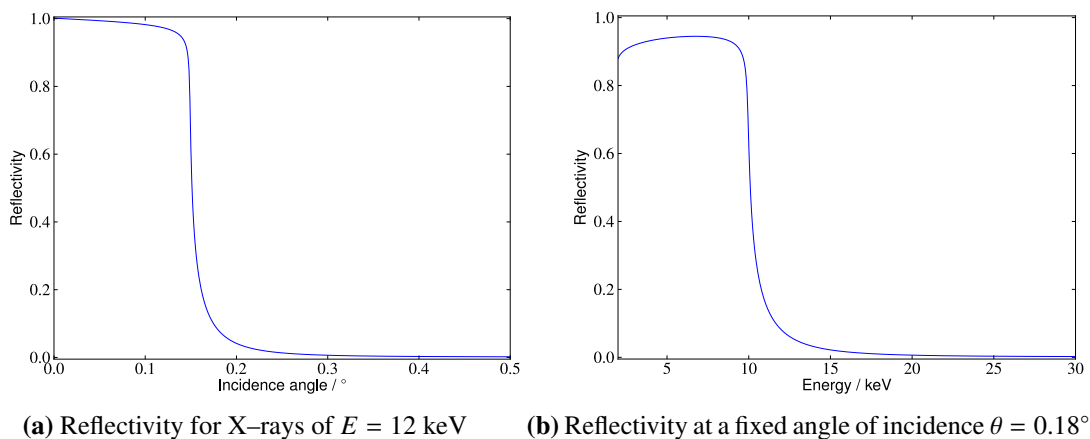 1.0
0.8
0.6
0.4
0.2
0.0
Reflectivity
0.0 0.1 0.2 0.3 0.4 0.5
Incidence angle / °
(a) Reflectivity for X–rays of E = 12 keV
1.0
0.8
0.6
0.4
0.2
0.0
Reflectivity
5 10 15 20 25 30
Energy / keV
(b) Reflectivity at a fixed angle of incidence θ = 0.18°